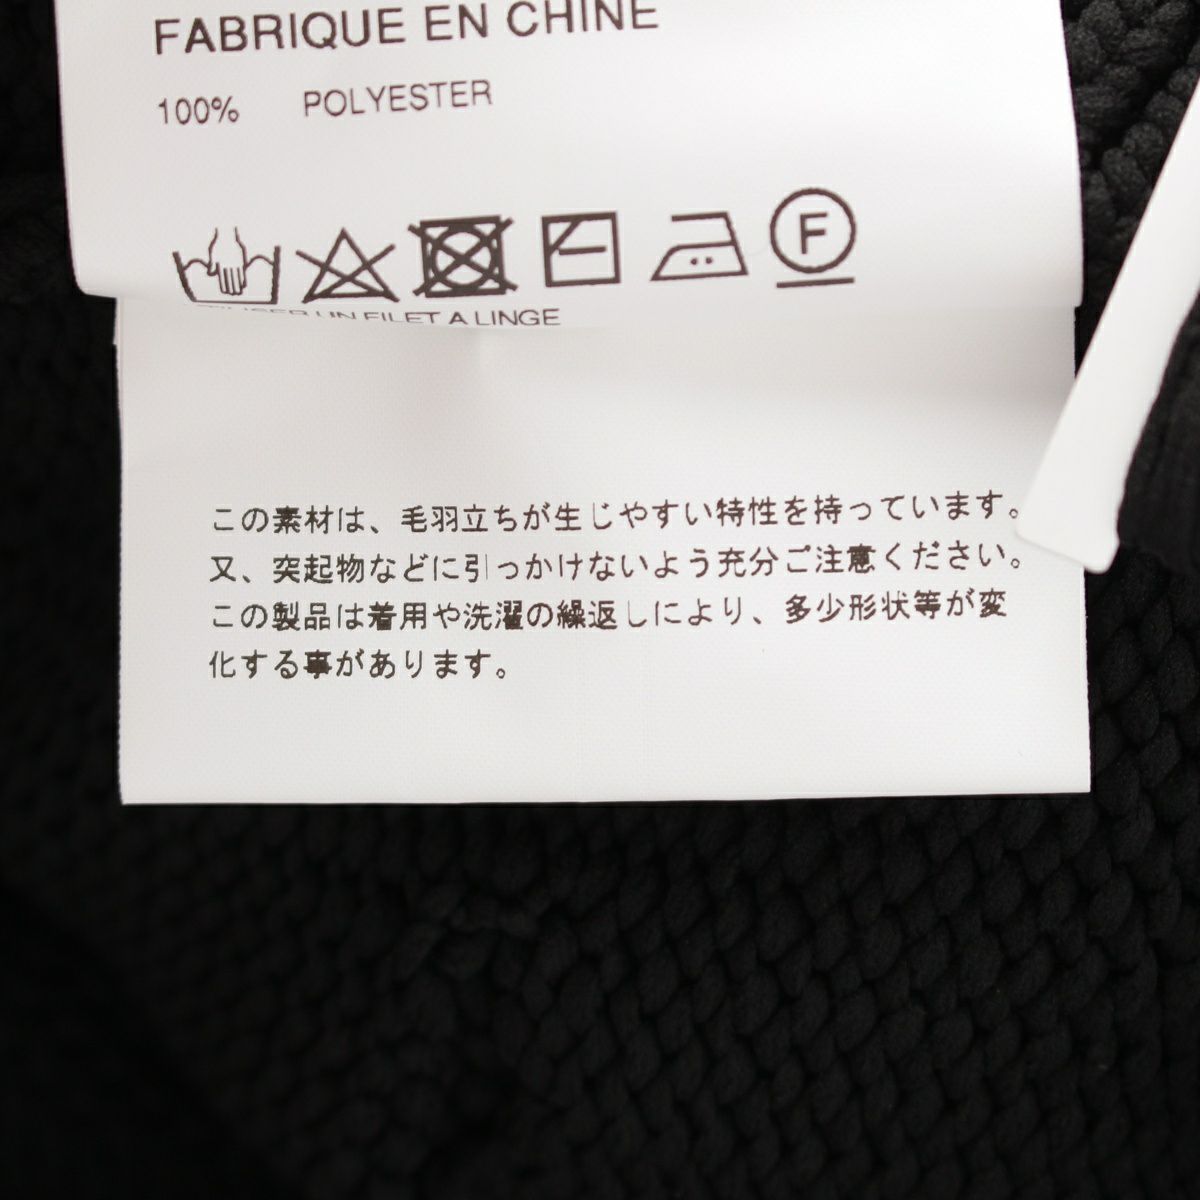 FABRIQUE EN CHINE
100% POLYESTER
F
UN FILET A LINGE
この素材は、毛羽立ちが生じやすい特性を持っています。
又、突起物などに引っかけないよう充分ご注意ください。
この製品は着用や洗濯の繰返しにより、多少形状等が変
化する事があります。